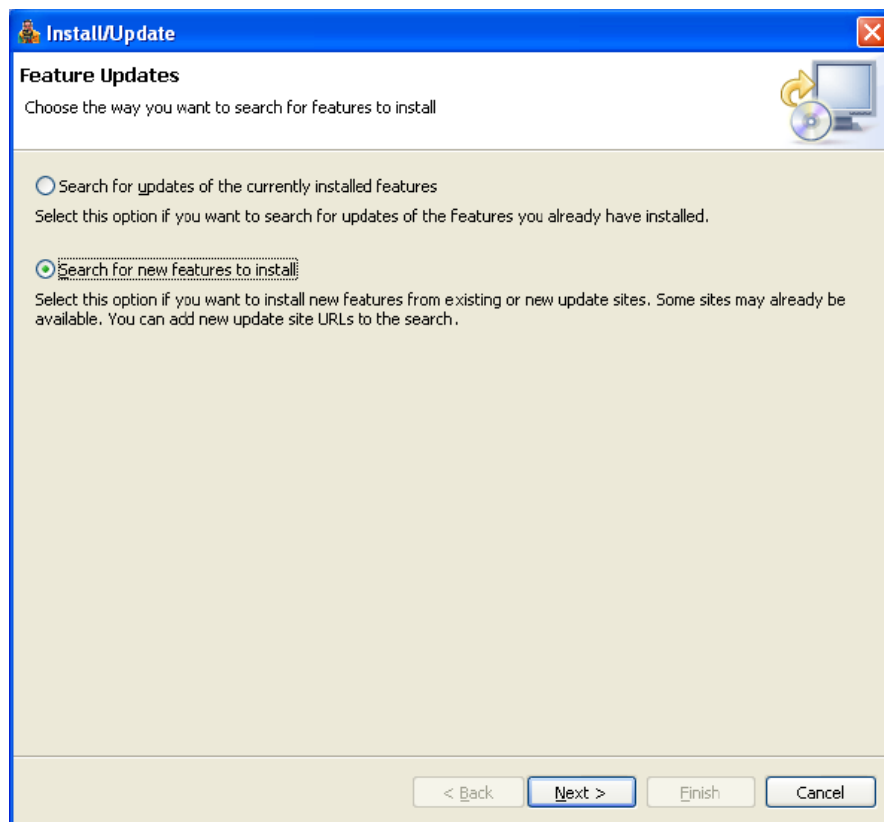 Install/Update
Feature Updates
Choose the way you want to search for features to install
Search for updates of the currently installed features
Select this option if you want to search for updates of the features you already have installed.
Search for new features to install
Select this option if you want to install new features from existing or new update sites. Some sites may already be
available. You can add new update site URLs to the search.
< Back Next > Finish Cancel